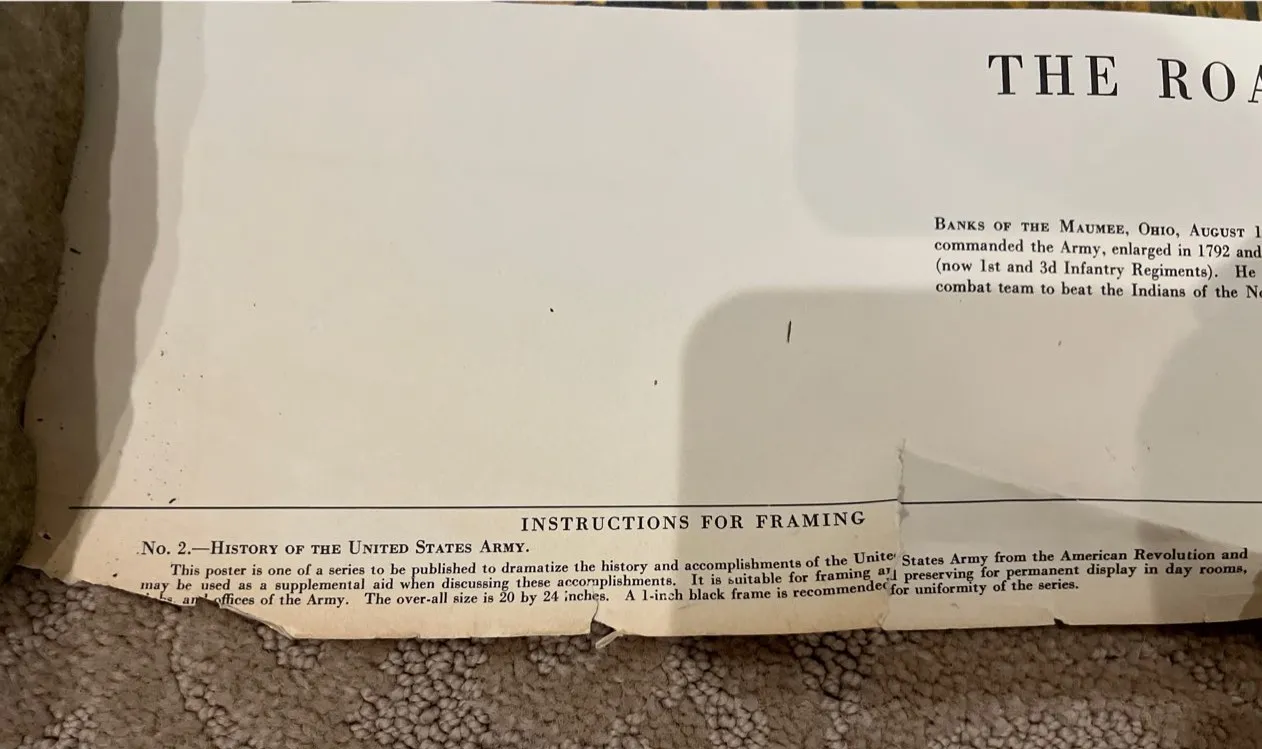 THE ROA
BANKS OF THE MAUMEE, OHIO, AUGUST 1
commanded the Army, enlarged in 1792 and
(now 1st and 3d Infantry Regiments). He
combat team to beat the Indians of the No
INSTRUCTIONS FOR FRAMING
No. 2.—HISTORY OF THE UNITED STATES ARMY.
This poster is one of a series to be published to dramatize the history and accomplishments of the Unite States Army from the American Revolution and
may be used as a supplemental aid when discussing these accomplishments. It is suitable for framing preserving for permanent display in day rooms,
offices of the Army. The over-all size is 20 by 24 inches. A 1-inch black frame is recommended for uniformity of the series.